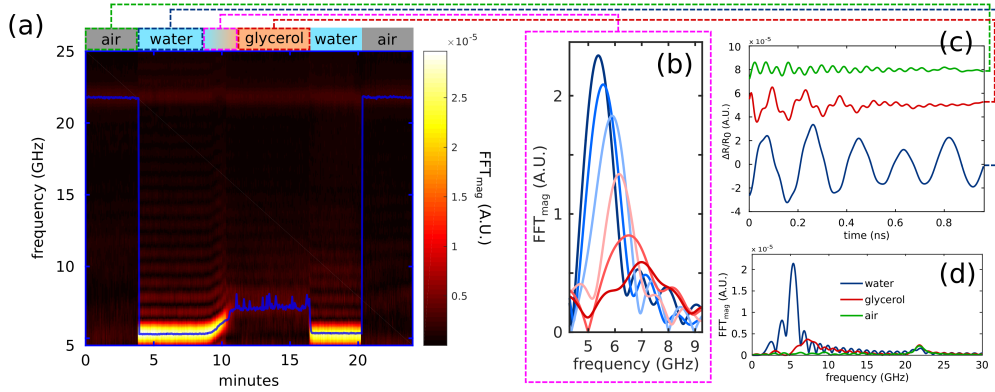 (a)
air
water
glycerol
water
air
frequency (GHz)
25
20
15
10
5
0
5
10
15
20
minutes
× 10⁻⁵
2.5
2
1.5
1
0.5
FFTmag (A.U.)
(b)
FFTmag (A.U.)
2
1
0
5
6
7
8
9
frequency (GHz)
(c)
× 10⁻⁵
ΔR/R0 (A.U.)
10
8
6
4
2
0
-2
-4
0
0.2
0.4
0.6
0.8
time (ns)
(d)
× 10⁻⁵
FFTmag (A.U.)
2
1.5
1
0.5
0
water
glycerol
air
0
5
10
15
20
25
30
frequency (GHz)